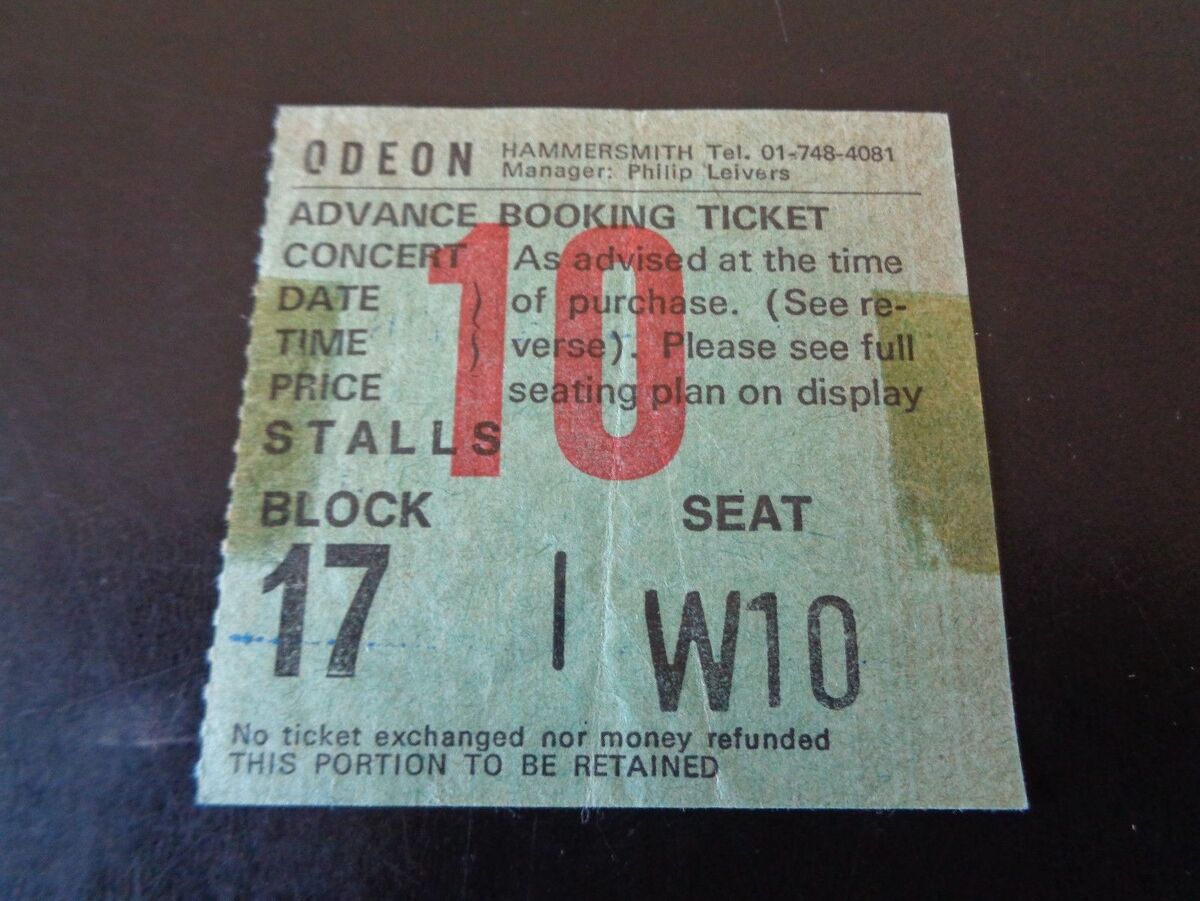 ODEON HAMMERSMITH Tel. 01-748-4081
Manager: Philip Leivers
ADVANCE BOOKING TICKET
10
CONCERT As advised at the time
DATE ) of purchase. (See re-
TIME ) verse). Please see full
PRICE seating plan on display
STALLS
BLOCK SEAT
17 | W10
No ticket exchanged nor money refunded
THIS PORTION TO BE RETAINED